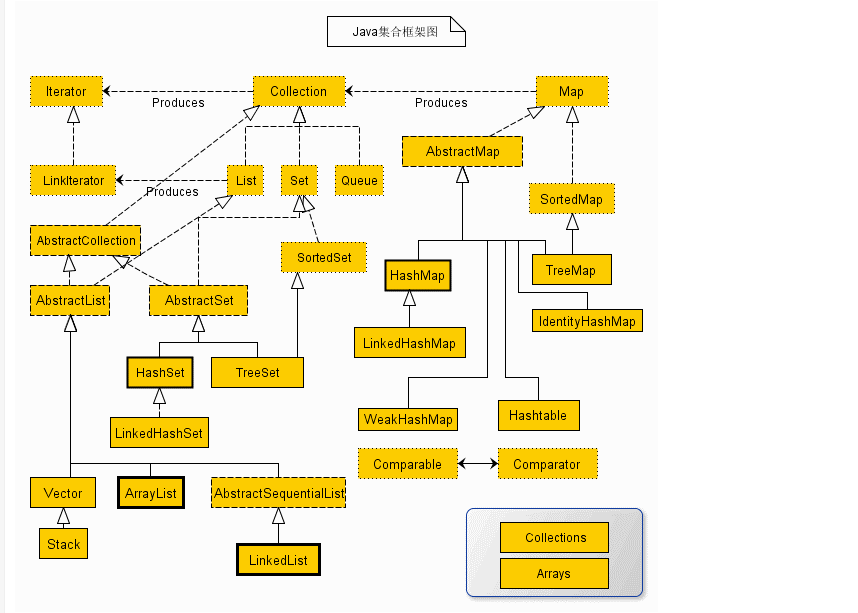 Java集合框架图
Iterator
Collection
Map
Produces
Produces
AbstractMap
LinkIterator
List
Set
Queue
Produces
SortedMap
AbstractCollection
SortedSet
HashMap
TreeMap
AbstractList
AbstractSet
IdentityHashMap
LinkedHashMap
HashSet
TreeSet
WeakHashMap
Hashtable
LinkedHashSet
Comparable
Comparator
Vector
ArrayList
AbstractSequentialList
Stack
Collections
LinkedList
Arrays